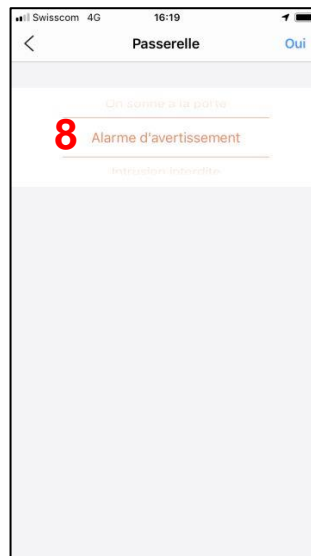 Swisscom 4G 16:19
Passerelle Oui
On sonne à la porte
8 Alarme d'avertissement
Intrusion interdite